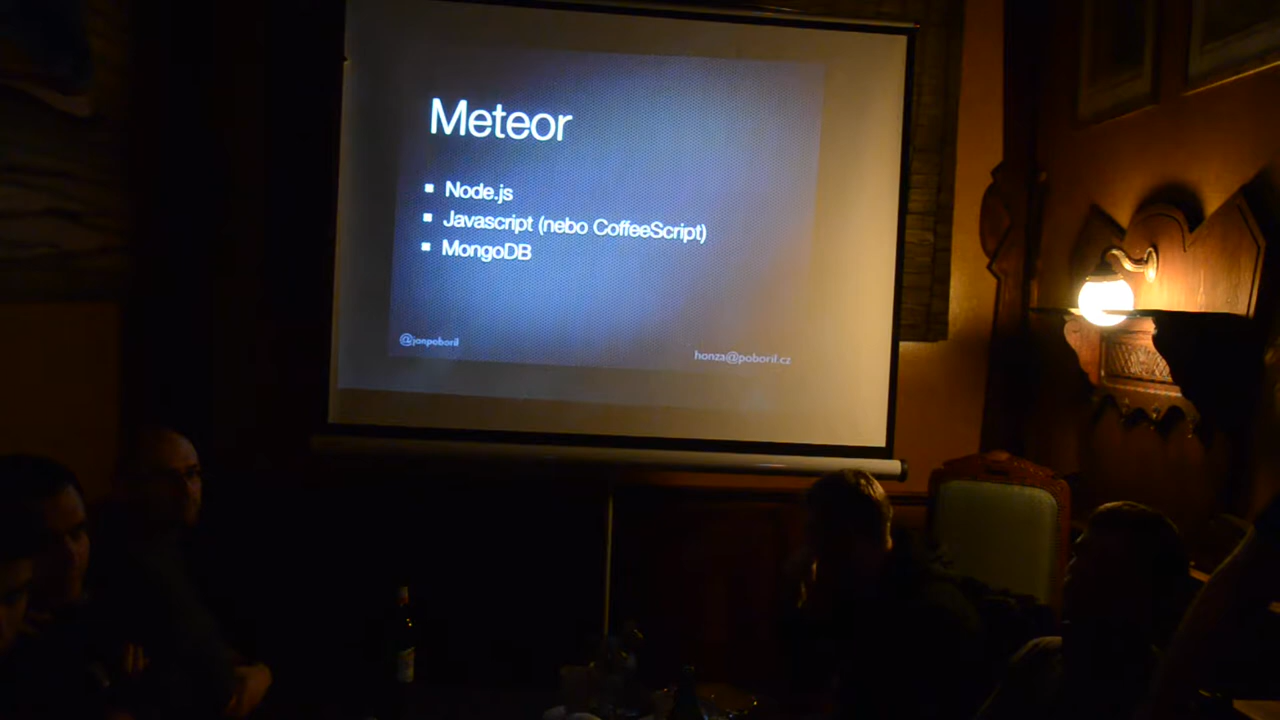 Meteor
Node.js
Javascript (nebo CoffeeScript)
MongoDB
@janpoboril
honza@poboril.cz